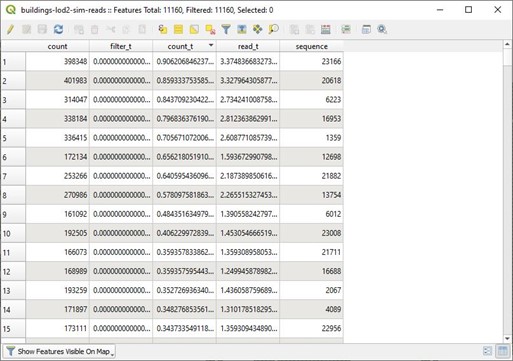 buildings-lod2-sim-reads :: Features Total: 11160, Filtered: 11160, Selected: 0
count filter_t count_t read_t sequence
1 398348 0.000000000000... 0.906206846237... 3.374836683273... 23166
2 401983 0.000000000000... 0.859333753585... 3.327964305877... 20618
3 314047 0.000000000000... 0.843709230422... 2.734241008758... 6223
4 338184 0.000000000000... 0.796836376190... 2.812363862991... 16953
5 336415 0.000000000000... 0.705671072006... 2.608771085739... 1359
6 172134 0.000000000000... 0.656218051910... 1.593672990798... 12698
7 253266 0.000000000000... 0.640595436096... 2.187389850616... 21882
8 270986 0.000000000000... 0.578097581863... 2.265515327453... 13754
9 161092 0.000000000000... 0.484351634979... 1.390558242797... 6012
10 192505 0.000000000000... 0.406229972839... 1.453054666519... 23008
11 166073 0.000000000000... 0.359357833862... 1.359308958053... 21711
12 168989 0.000000000000... 0.359357595443... 1.249945878982... 16688
13 193259 0.000000000000... 0.352726936340... 1.436058759689... 2067
14 171897 0.000000000000... 0.348276853561... 1.310178518295... 4089
15 173111 0.000000000000... 0.343733549118... 1.359309434890... 22956
Show Features Visible On Map